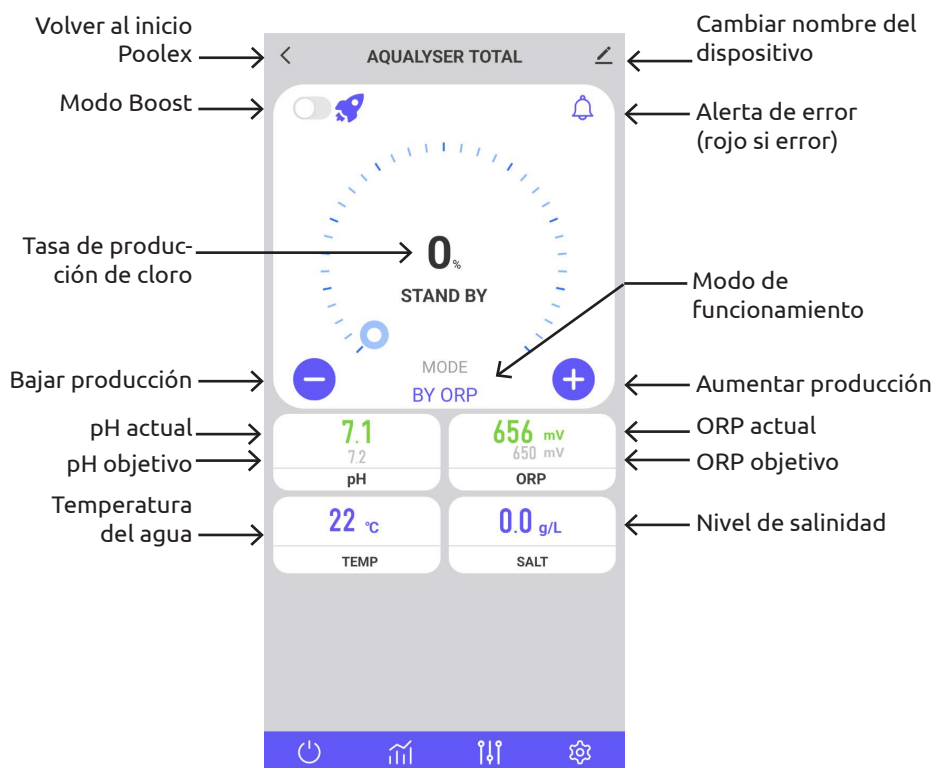 Volver al inicio
Poolex
Modo Boost
Tasa de produc-
ción de cloro
Bajar producción
pH actual
pH objetivo
Temperatura
del agua
AQUALYSER TOTAL
0 %
STAND BY
MODE
BY ORP
7.1
7.2
pH
656 mV
650 mV
ORP
22 °C
TEMP
0.0 g/L
SALT
Cambiar nombre del
dispositivo
Alerta de error
(rojo si error)
Modo de
funcionamiento
Aumentar producción
ORP actual
ORP objetivo
Nivel de salinidad